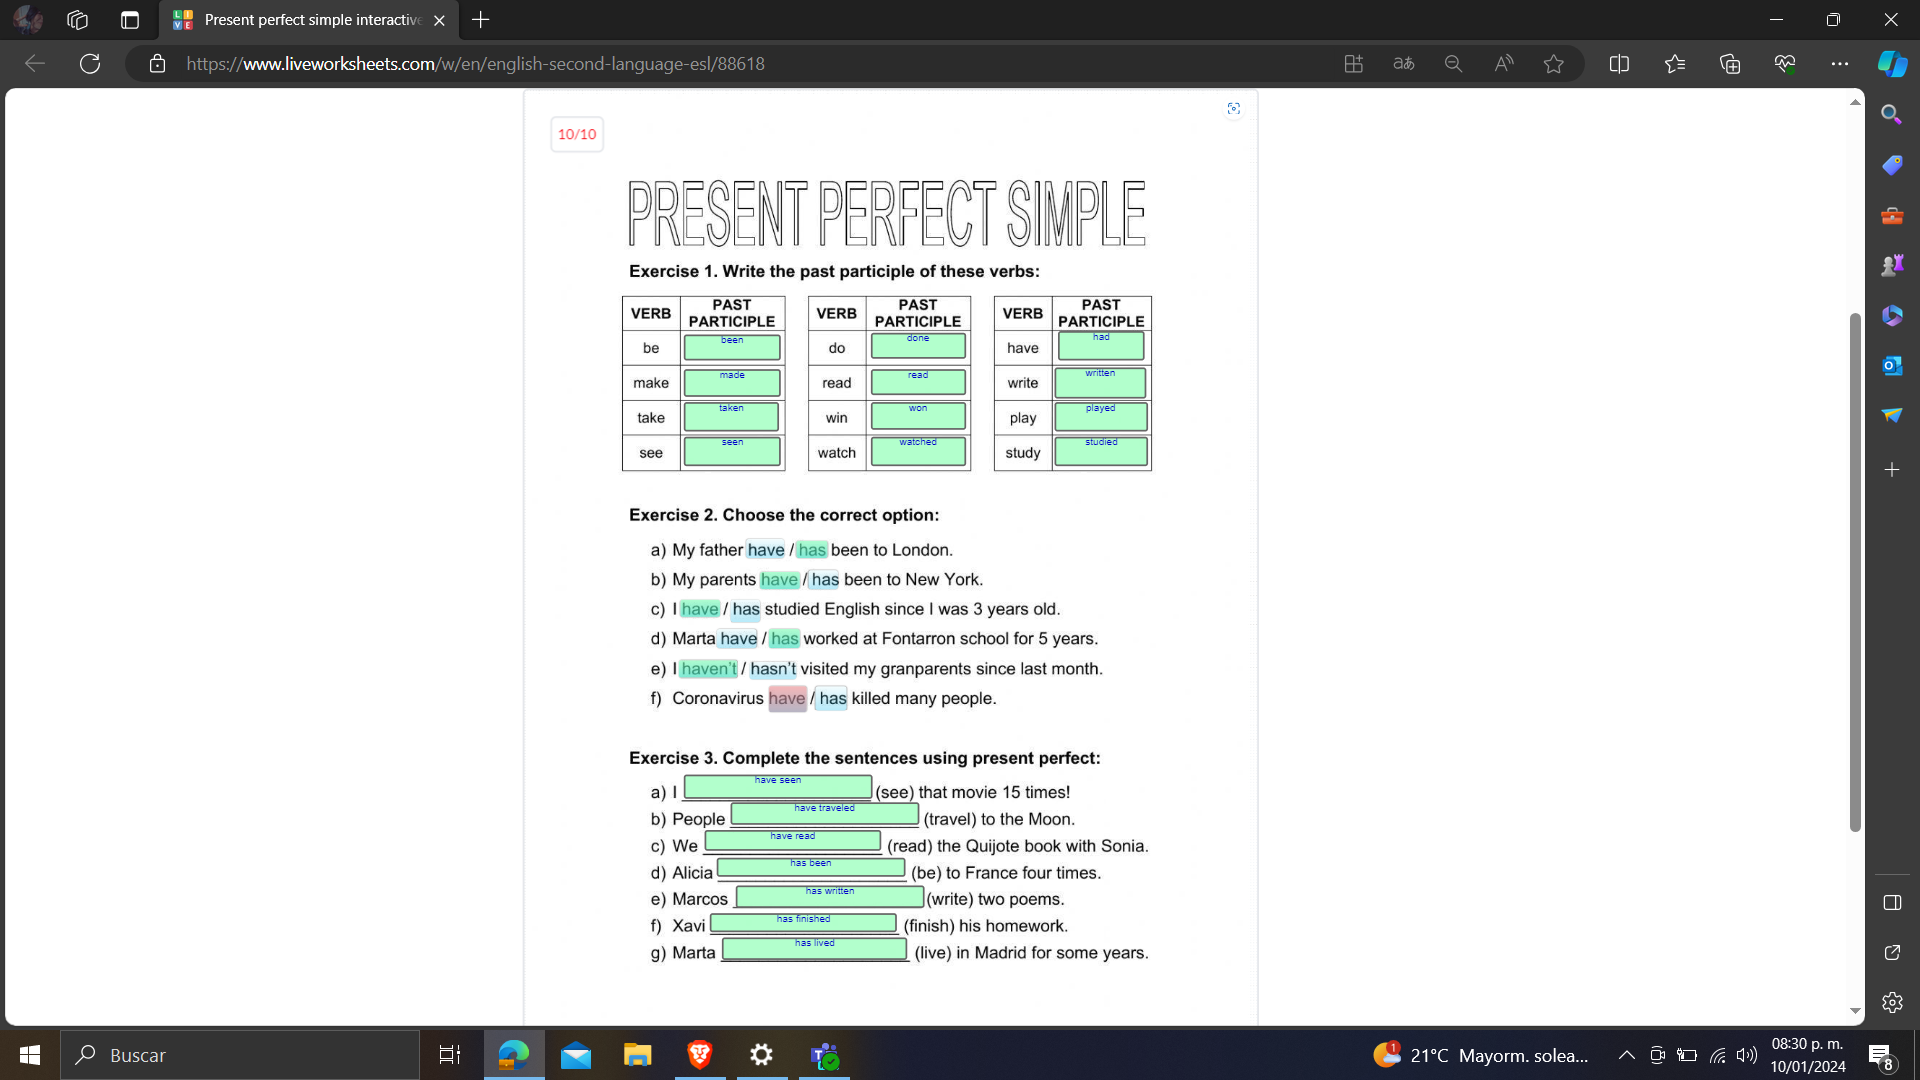 Present perfect simple interactive
https://www.liveworksheets.com/w/en/english-second-language-esl/88618
10/10
PRESENT PERFECT SIMPLE
Exercise 1. Write the past participle of these verbs:
VERB PAST PARTICIPLE VERB PAST PARTICIPLE VERB PAST PARTICIPLE
be been do done have had
make made read read write written
take taken win won play played
see seen watch watched study studied
Exercise 2. Choose the correct option:
a) My father have / has been to London.
b) My parents have / has been to New York.
c) I have / has studied English since I was 3 years old.
d) Marta have / has worked at Fontarron school for 5 years.
e) I haven't / hasn't visited my granparents since last month.
f) Coronavirus have / has killed many people.
Exercise 3. Complete the sentences using present perfect:
a) I have seen (see) that movie 15 times!
b) People have traveled (travel) to the Moon.
c) We have read (read) the Quijote book with Sonia.
d) Alicia has been (be) to France four times.
e) Marcos has written (write) two poems.
f) Xavi has finished (finish) his homework.
g) Marta has lived (live) in Madrid for some years.
Buscar
1
21°C Mayorm. solea...
08:30 p. m.
10/01/2024
8